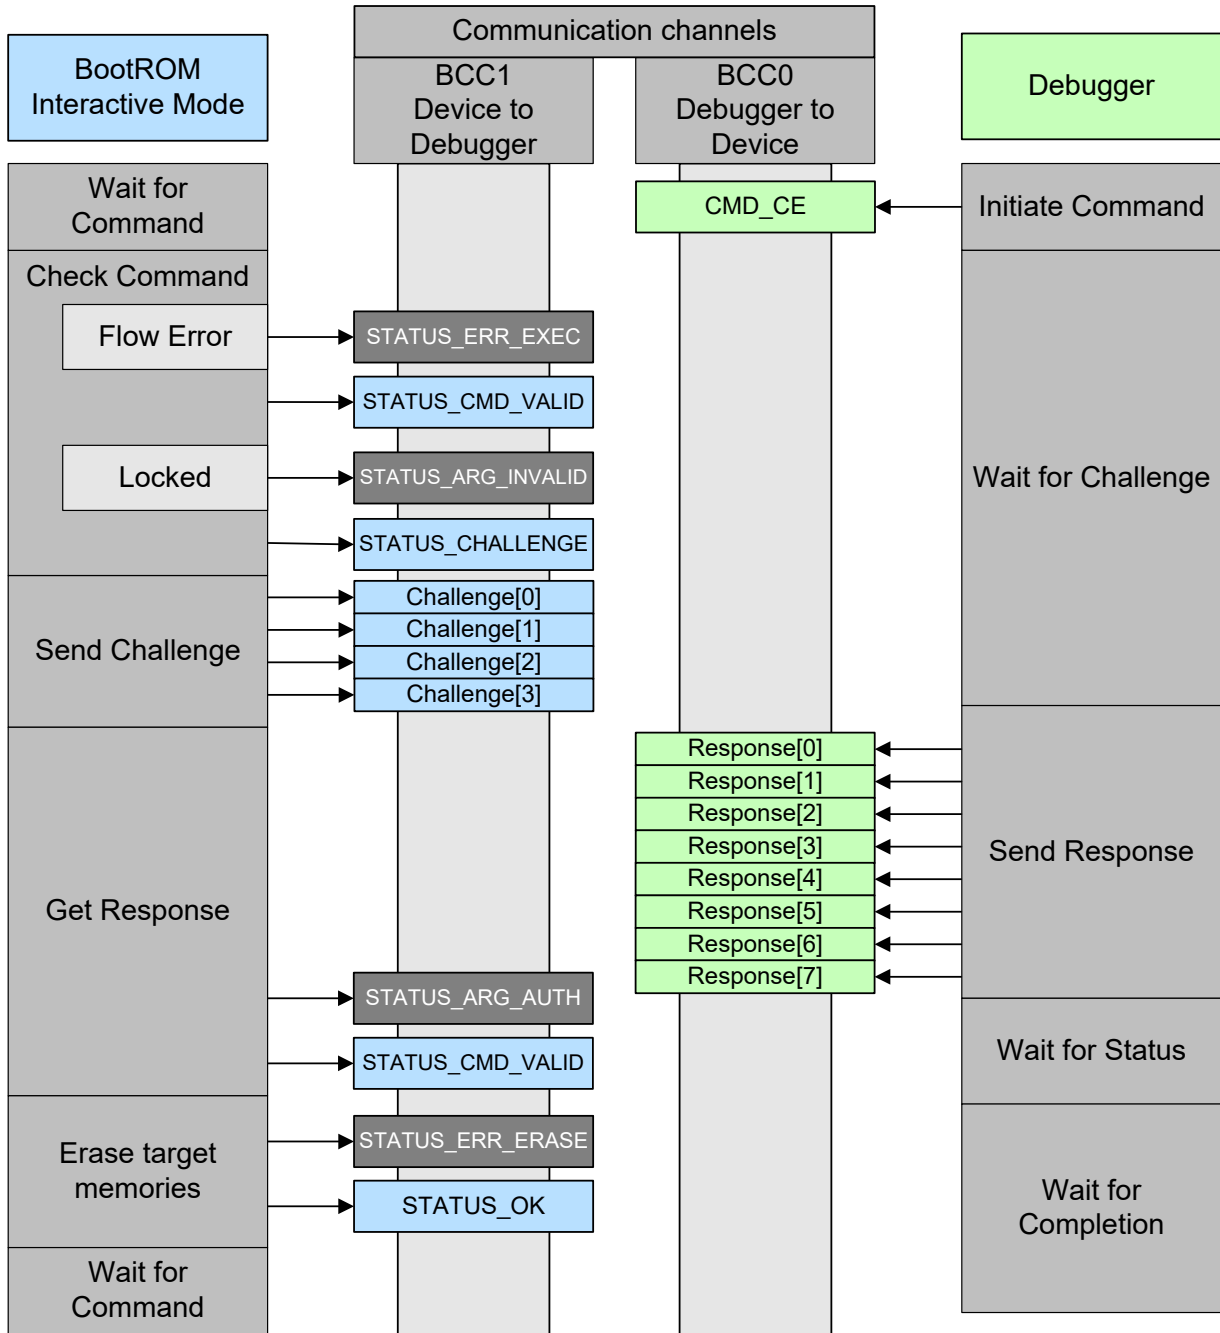 Communication channels
BootROM
Interactive Mode
BCC1
Device to
Debugger
BCC0
Debugger to
Device
Debugger
Wait for
Command
CMD_CE
Initiate Command
Check Command
Flow Error
STATUS_ERR_EXEC
STATUS_CMD_VALID
Locked
STATUS_ARG_INVALID
Wait for Challenge
STATUS_CHALLENGE
Send Challenge
Challenge[0]
Challenge[1]
Challenge[2]
Challenge[3]
Response[0]
Response[1]
Response[2]
Response[3]
Response[4]
Response[5]
Response[6]
Response[7]
Send Response
Get Response
STATUS_ARG_AUTH
STATUS_CMD_VALID
Wait for Status
Erase target
memories
STATUS_ERR_ERASE
STATUS_OK
Wait for
Completion
Wait for
Command